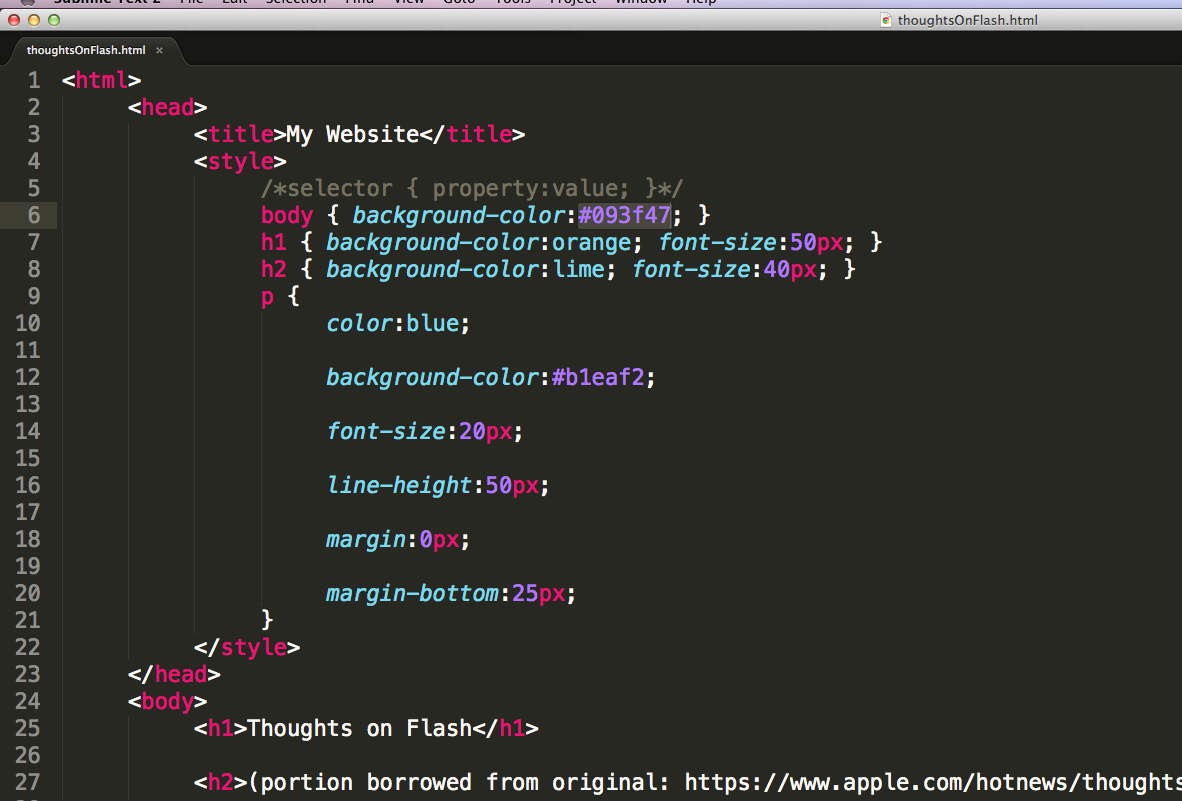 Sublime Text 2 File Edit Selection Find View Goto Tools Project Window Help
thoughtsOnFlash.html
thoughtsOnFlash.html ×
1 <html>
2 <head>
3 <title>My Website</title>
4 <style>
5 /*selector { property:value; }*/
6 body { background-color:#093f47; }
7 h1 { background-color:orange; font-size:50px; }
8 h2 { background-color:lime; font-size:40px; }
9 p {
10 color:blue;
11
12 background-color:#b1eaf2;
13
14 font-size:20px;
15
16 line-height:50px;
17
18 margin:0px;
19
20 margin-bottom:25px;
21 }
22 </style>
23 </head>
24 <body>
25 <h1>Thoughts on Flash</h1>
26
27 <h2>(portion borrowed from original: https://www.apple.com/hotnews/thoughts